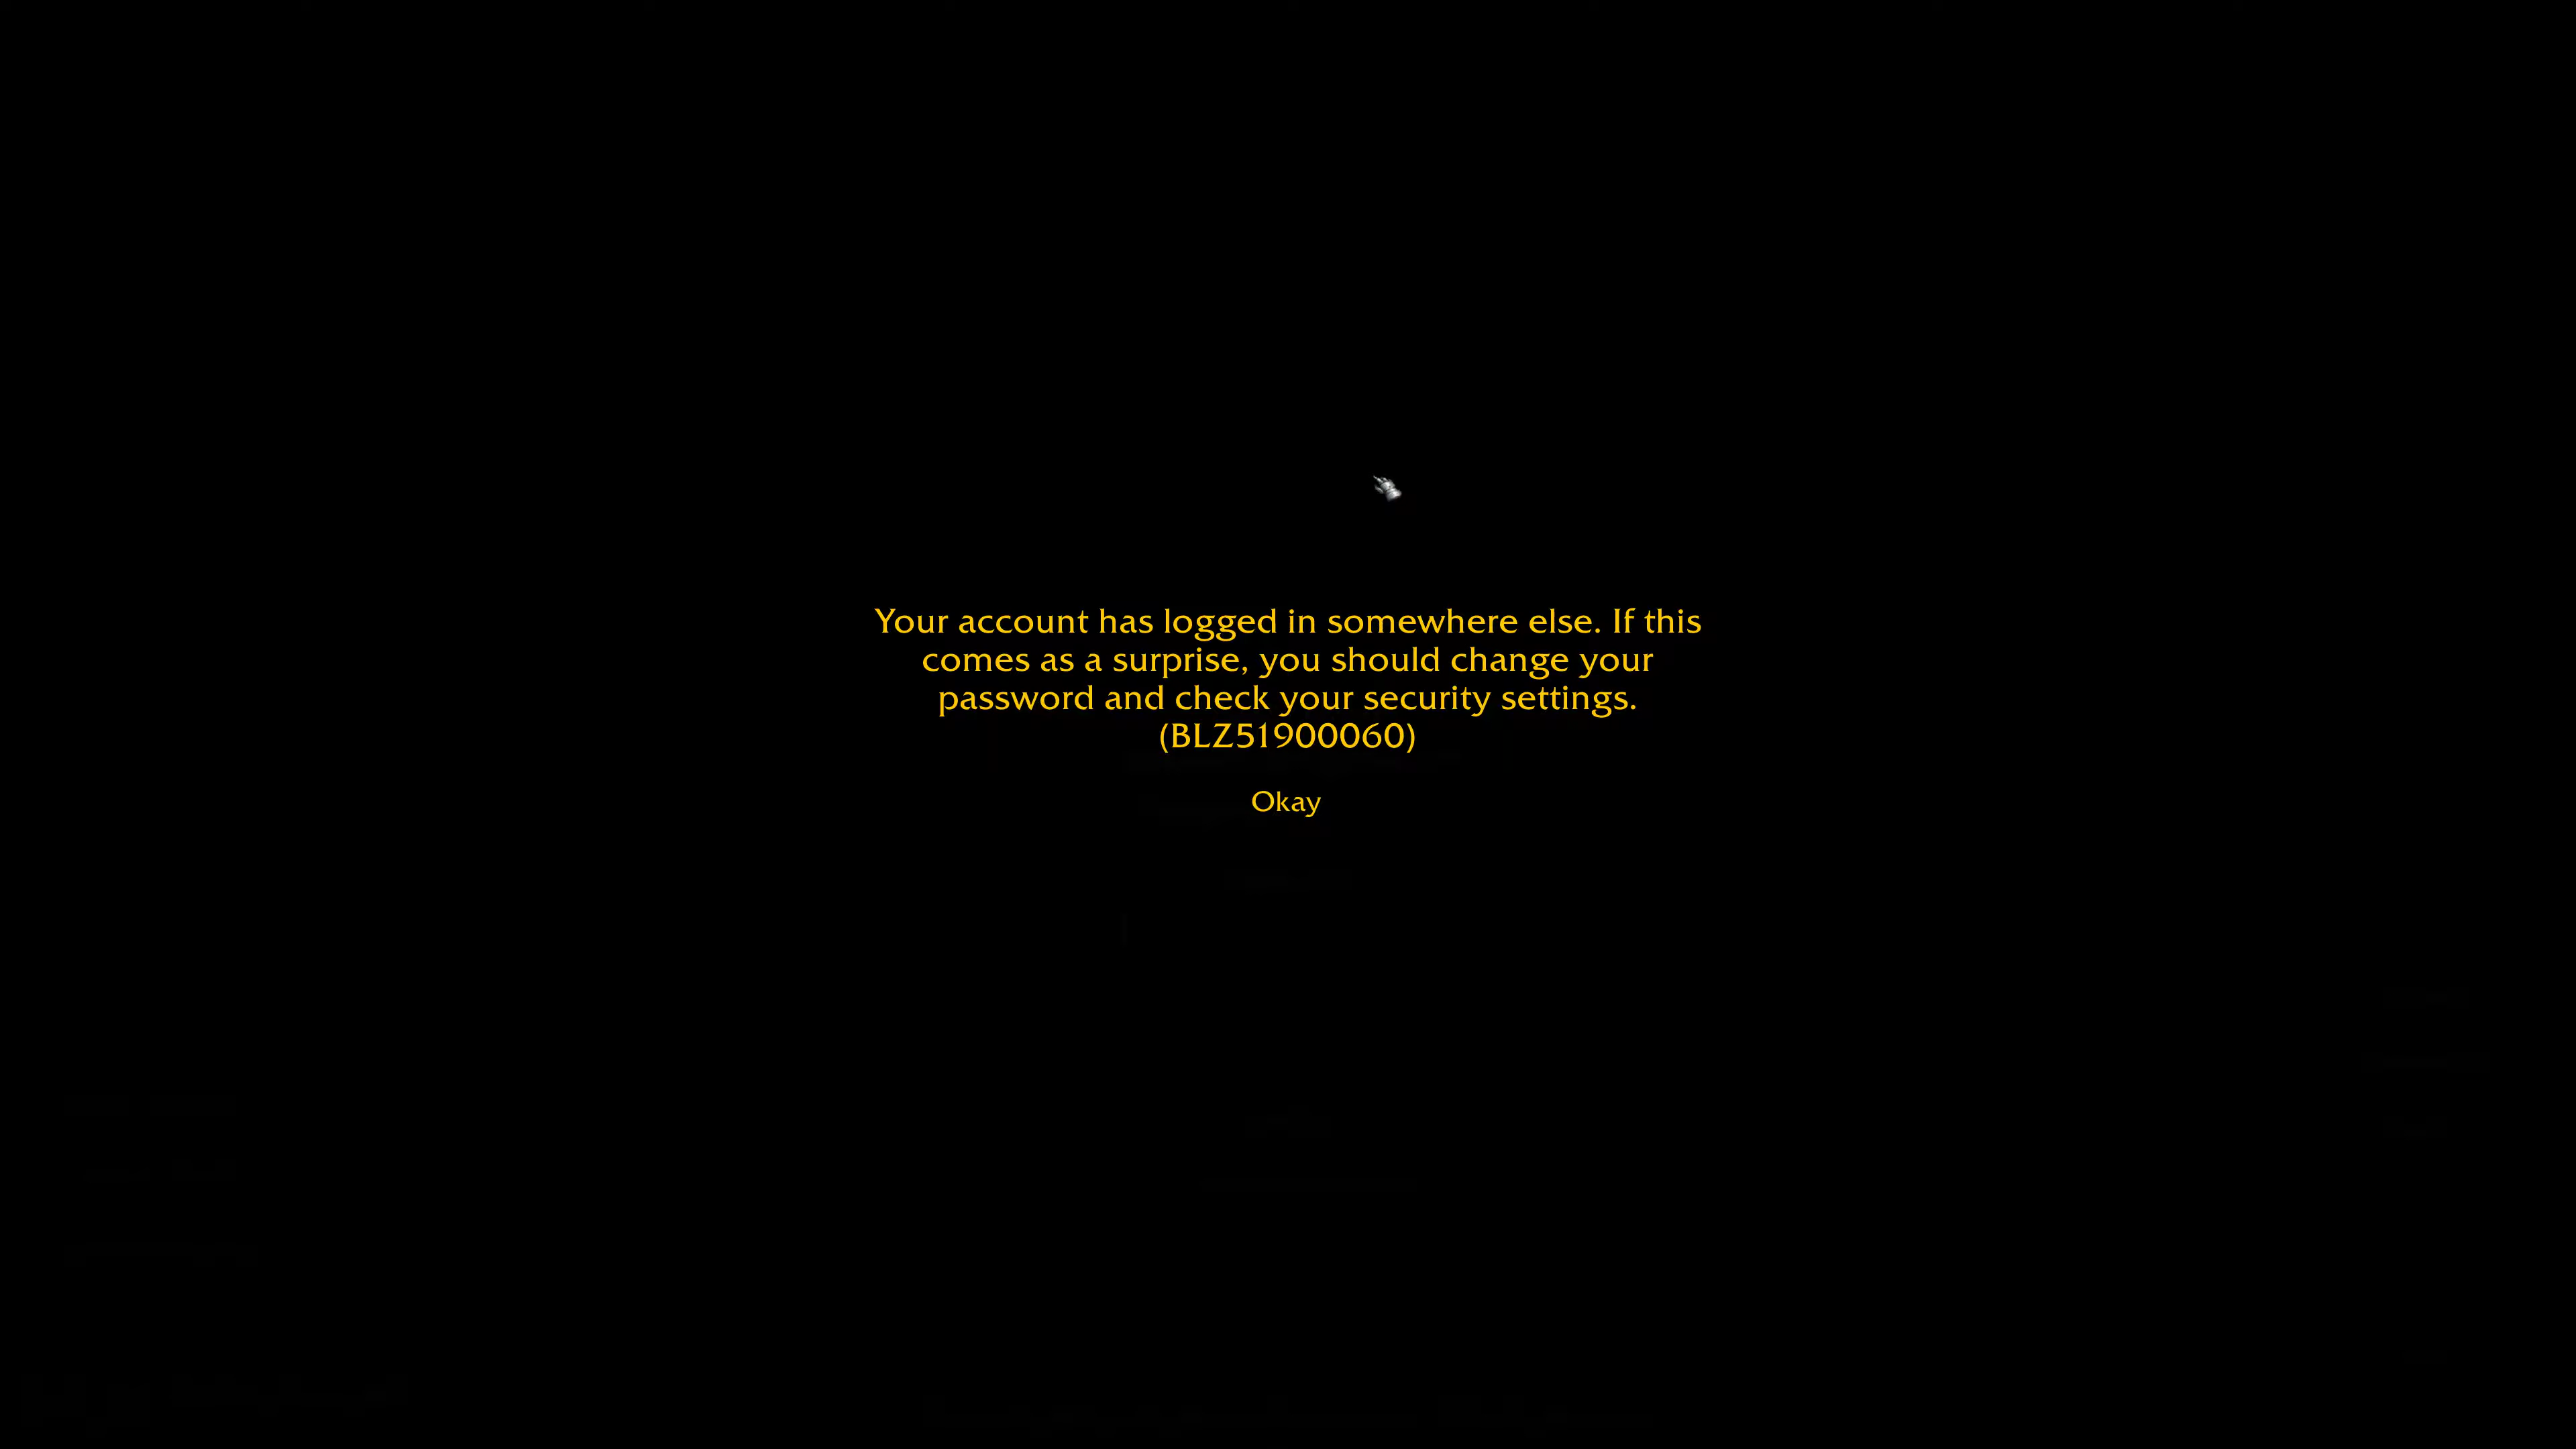 Your account has logged in somewhere else. If this
comes as a surprise, you should change your
password and check your security settings.
(BLZ51900060)
Okay